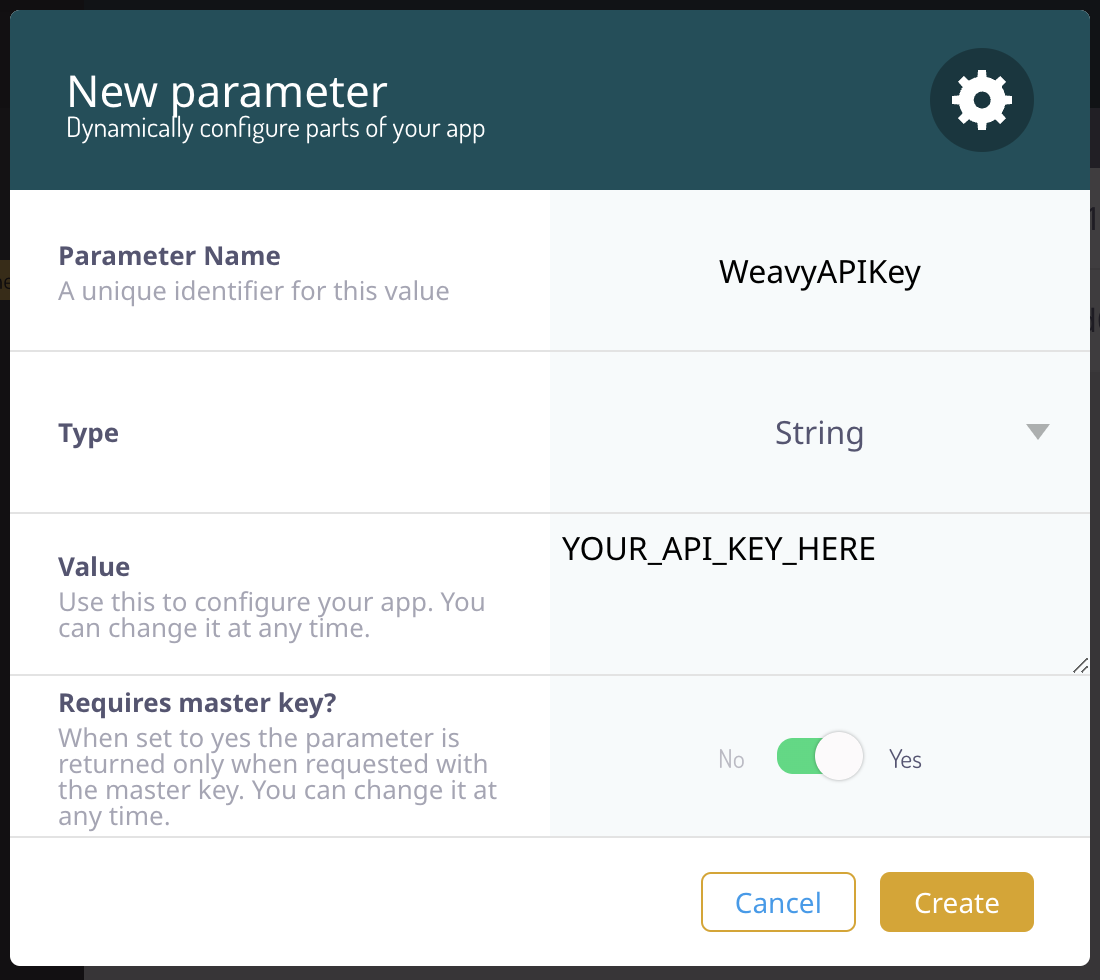 New parameter
Dynamically configure parts of your app
Parameter Name
A unique identifier for this value
WeavyAPIKey
Type
String
Value
Use this to configure your app. You
can change it at any time.
YOUR_API_KEY_HERE
Requires master key?
When set to yes the parameter is
returned only when requested with
the master key. You can change it at
any time.
No
Yes
Cancel
Create